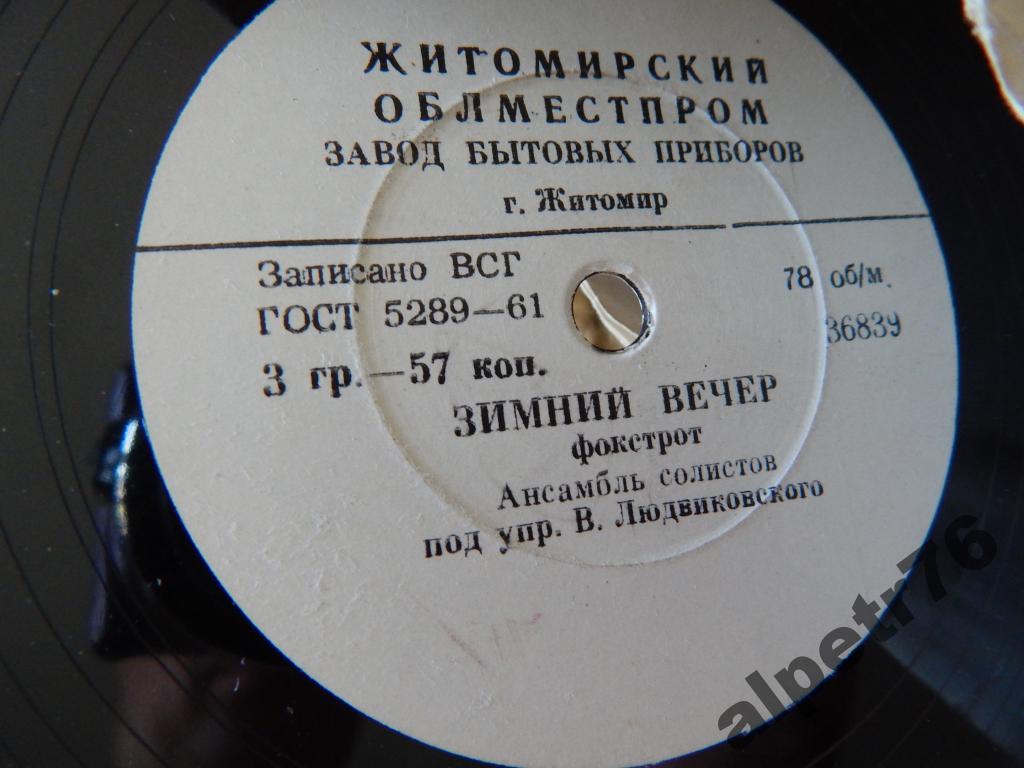 ЖИТОМИРСКИЙ
ОБЛМЕСТПРОМ
ЗАВОД БЫТОВЫХ ПРИБОРОВ
г. Житомир
Записано ВСГ
ГОСТ 5289—61
3 гр.—57 коп.
78 об/м.
36839
ЗИМНИЙ ВЕЧЕР
фокстрот
Ансамбль солистов
под упр. В. Людвиковского
alpetr76